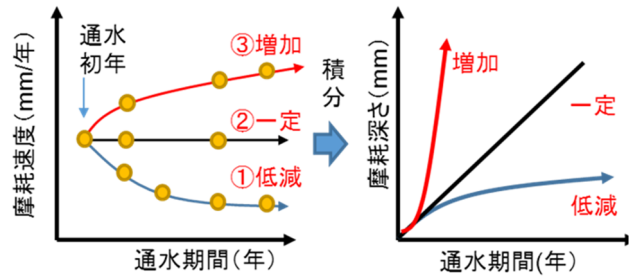 通水
初年
③増加
②一定
①低減
摩耗速度(mm/年)
通水期間(年)
積
分
増加
一定
低減
摩耗深さ(mm)
通水期間(年)